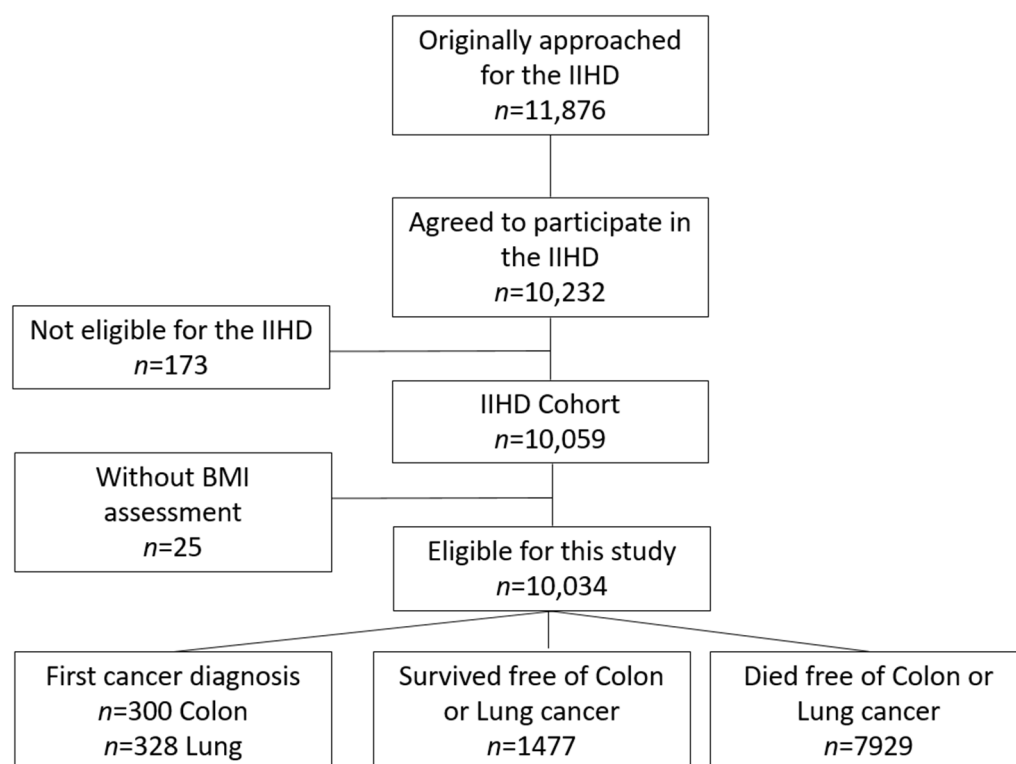 Originally approached
for the IIHD
n=11,876
Agreed to participate in
the IIHD
n=10,232
Not eligible for the IIHD
n=173
IIHD Cohort
n=10,059
Without BMI
assessment
n=25
Eligible for this study
n=10,034
First cancer diagnosis
n=300 Colon
n=328 Lung
Survived free of Colon
or Lung cancer
n=1477
Died free of Colon or
Lung cancer
n=7929